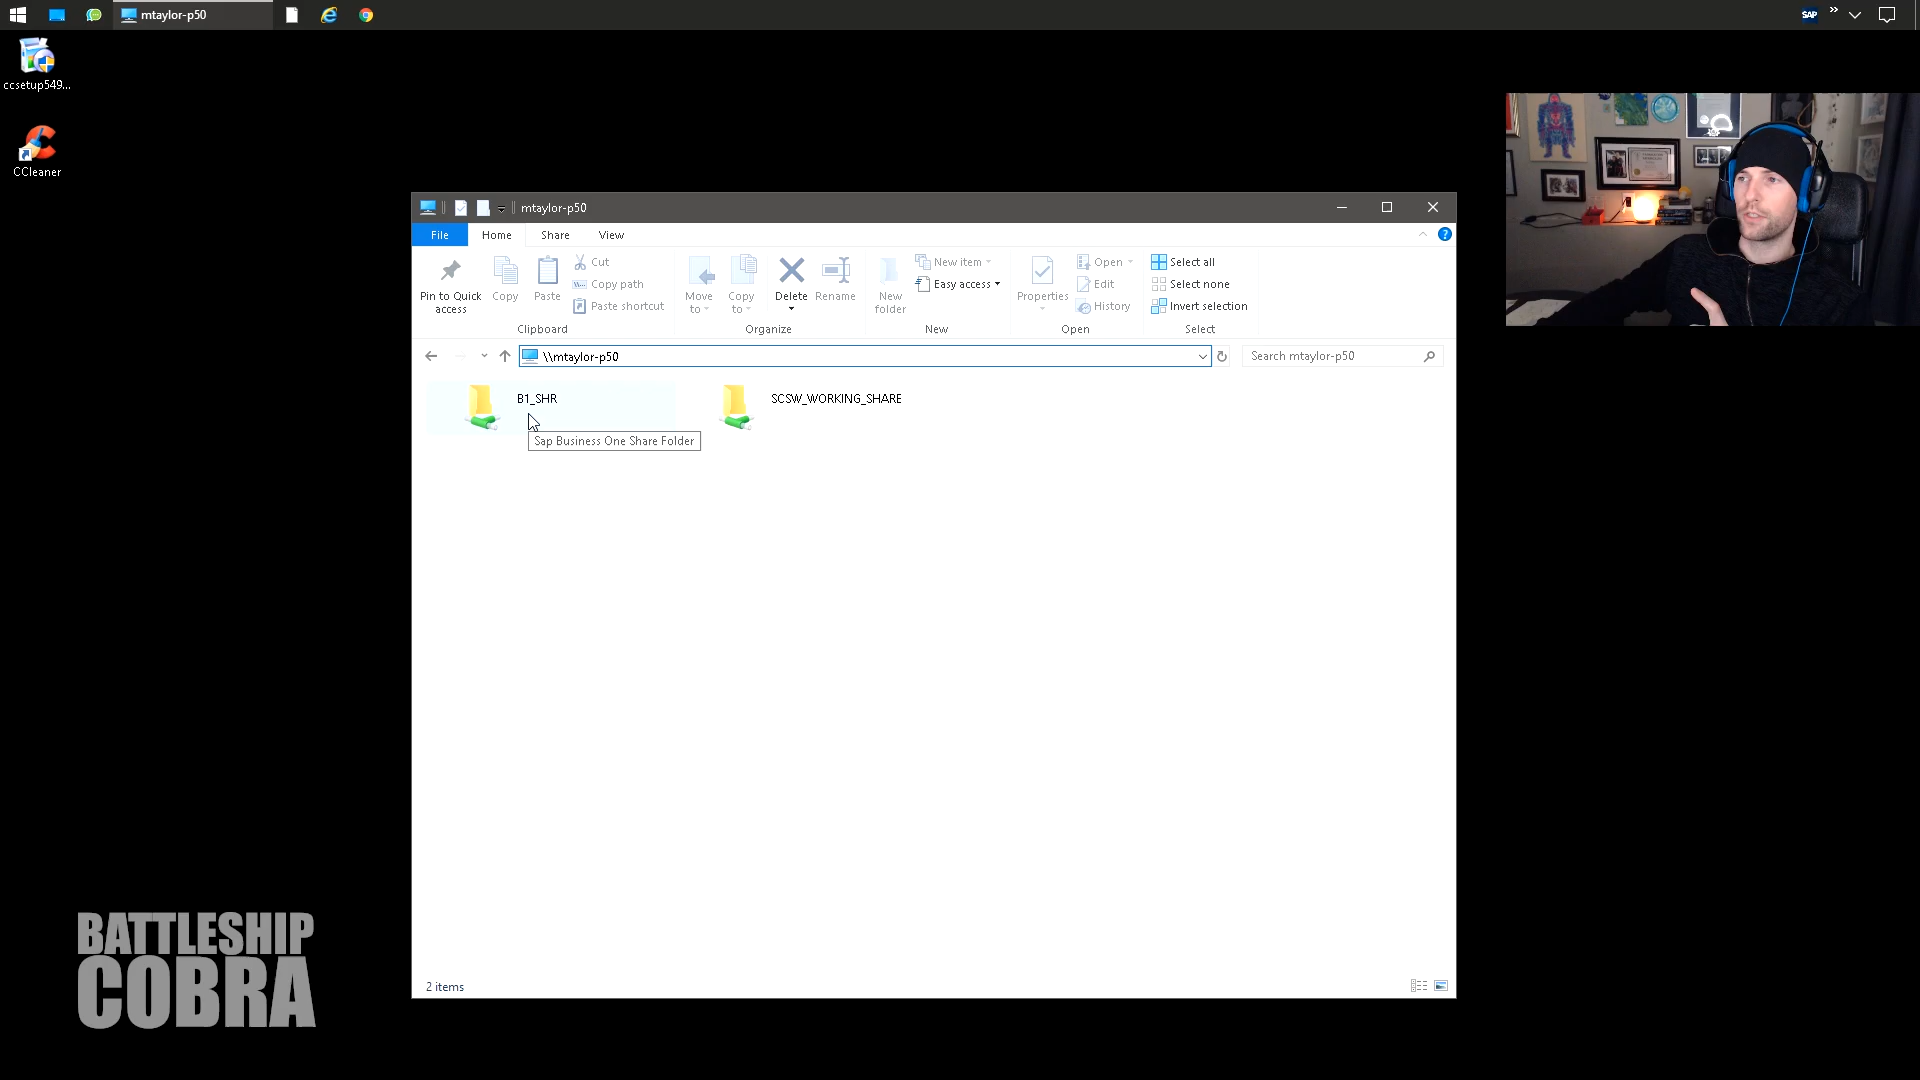 mtaylor-p50
SAP
ccsetup549...
CCleaner
mtaylor-p50
File
Home
Share
View
Pin to Quick access
Copy
Paste
Cut
Copy path
Paste shortcut
Clipboard
Move to
Copy to
Delete
Rename
Organize
New folder
New item
Easy access
New
Properties
Open
Edit
History
Open
Select all
Select none
Invert selection
Select
\\mtaylor-p50
Search mtaylor-p50
B1_SHR
SCSW_WORKING_SHARE
Sap Business One Share Folder
2 items
BATTLESHIP
COBRA